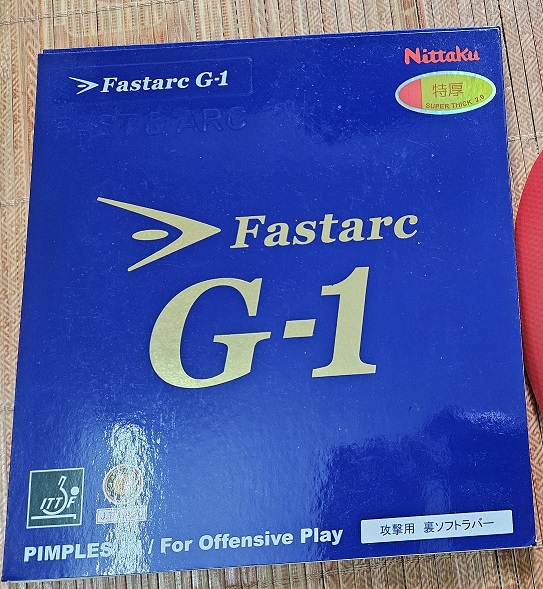 Nittaku
Fastarc G-1
特厚
SUPER THICK 2.0
Fastarc
G-1
ITTF
PIMPLES / For Offensive Play
攻撃用 裏ソフトラバー